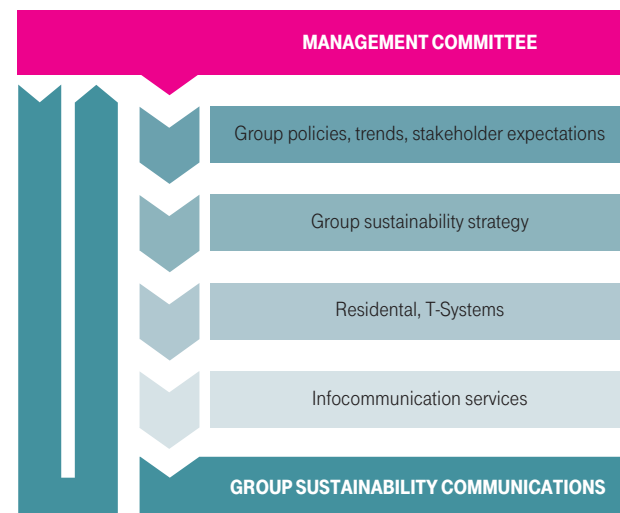 MANAGEMENT COMMITTEE
Group policies, trends, stakeholder expectations
Group sustainability strategy
Residental, T-Systems
Infocommunication services
GROUP SUSTAINABILITY COMMUNICATIONS